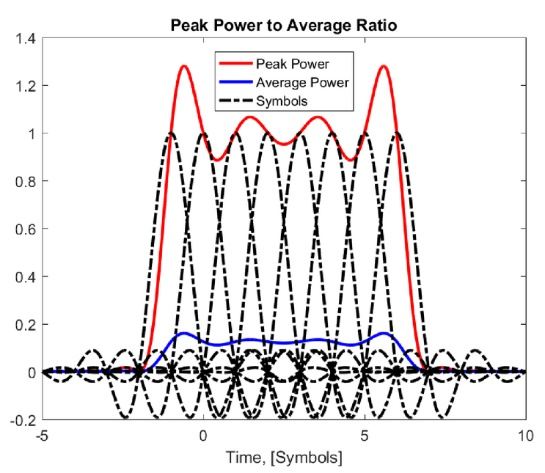 Peak Power to Average Ratio
1.4
1.2
1
0.8
0.6
0.4
0.2
0
-0.2
Peak Power
Average Power
Symbols
-5
0
5
10
Time, [Symbols]